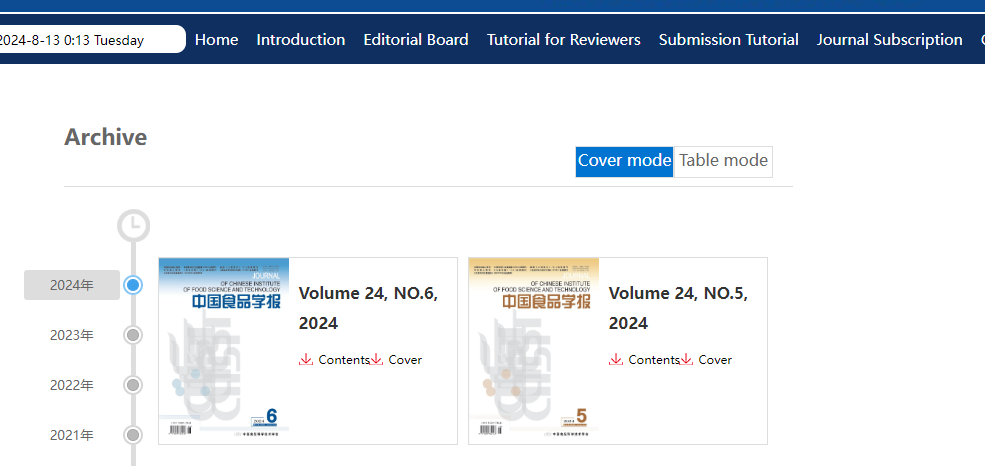 2024-8-13 0:13 Tuesday Home Introduction Editorial Board Tutorial for Reviewers Submission Tutorial Journal Subscription
Archive
Cover mode Table mode
2024年
2023年
2022年
2021年
JOURNAL
OF CHINESE INSTITUTE
OF FOOD SCIENCE AND TECHNOLOGY
中国食品学报
6
Volume 24, NO.6,
2024
Contents Cover
OF CHINESE INSTITUTE
OF FOOD SCIENCE AND TECHNOLOGY
中国食品学报
5
Volume 24, NO.5,
2024
Contents Cover